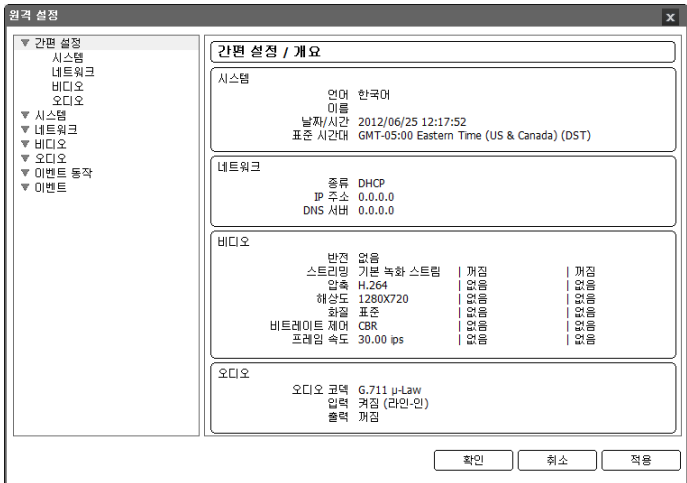 원격 설정
x
간편 설정
시스템
네트워크
비디오
오디오
시스템
네트워크
비디오
오디오
이벤트 동작
이벤트
간편 설정 / 개요
시스템
언어 한국어
이름
날짜/시간 2012/06/25 12:17:52
표준 시간대 GMT-05:00 Eastern Time (US & Canada) (DST)
네트워크
종류 DHCP
IP 주소 0.0.0.0
DNS 서버 0.0.0.0
비디오
반전 없음
스트리밍 기본 녹화 스트림 | 꺼짐 | 꺼짐
압축 H.264 | 없음 | 없음
해상도 1280X720 | 없음 | 없음
화질 표준 | 없음 | 없음
비트레이트 제어 CBR | 없음 | 없음
프레임 속도 30.00 ips | 없음 | 없음
오디오
오디오 코덱 G.711 μ-Law
입력 켜짐 (라인-인)
출력 꺼짐
확인 취소 적용